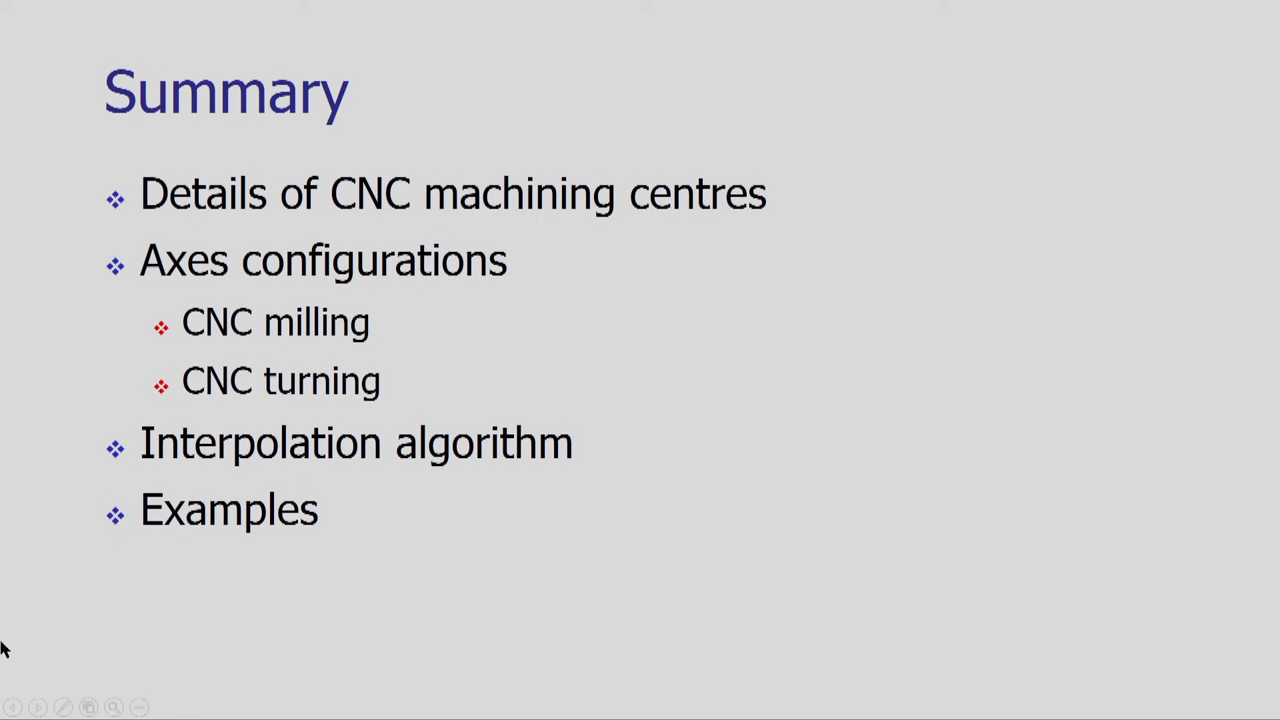 Summary
Details of CNC machining centres
Axes configurations
CNC milling
CNC turning
Interpolation algorithm
Examples